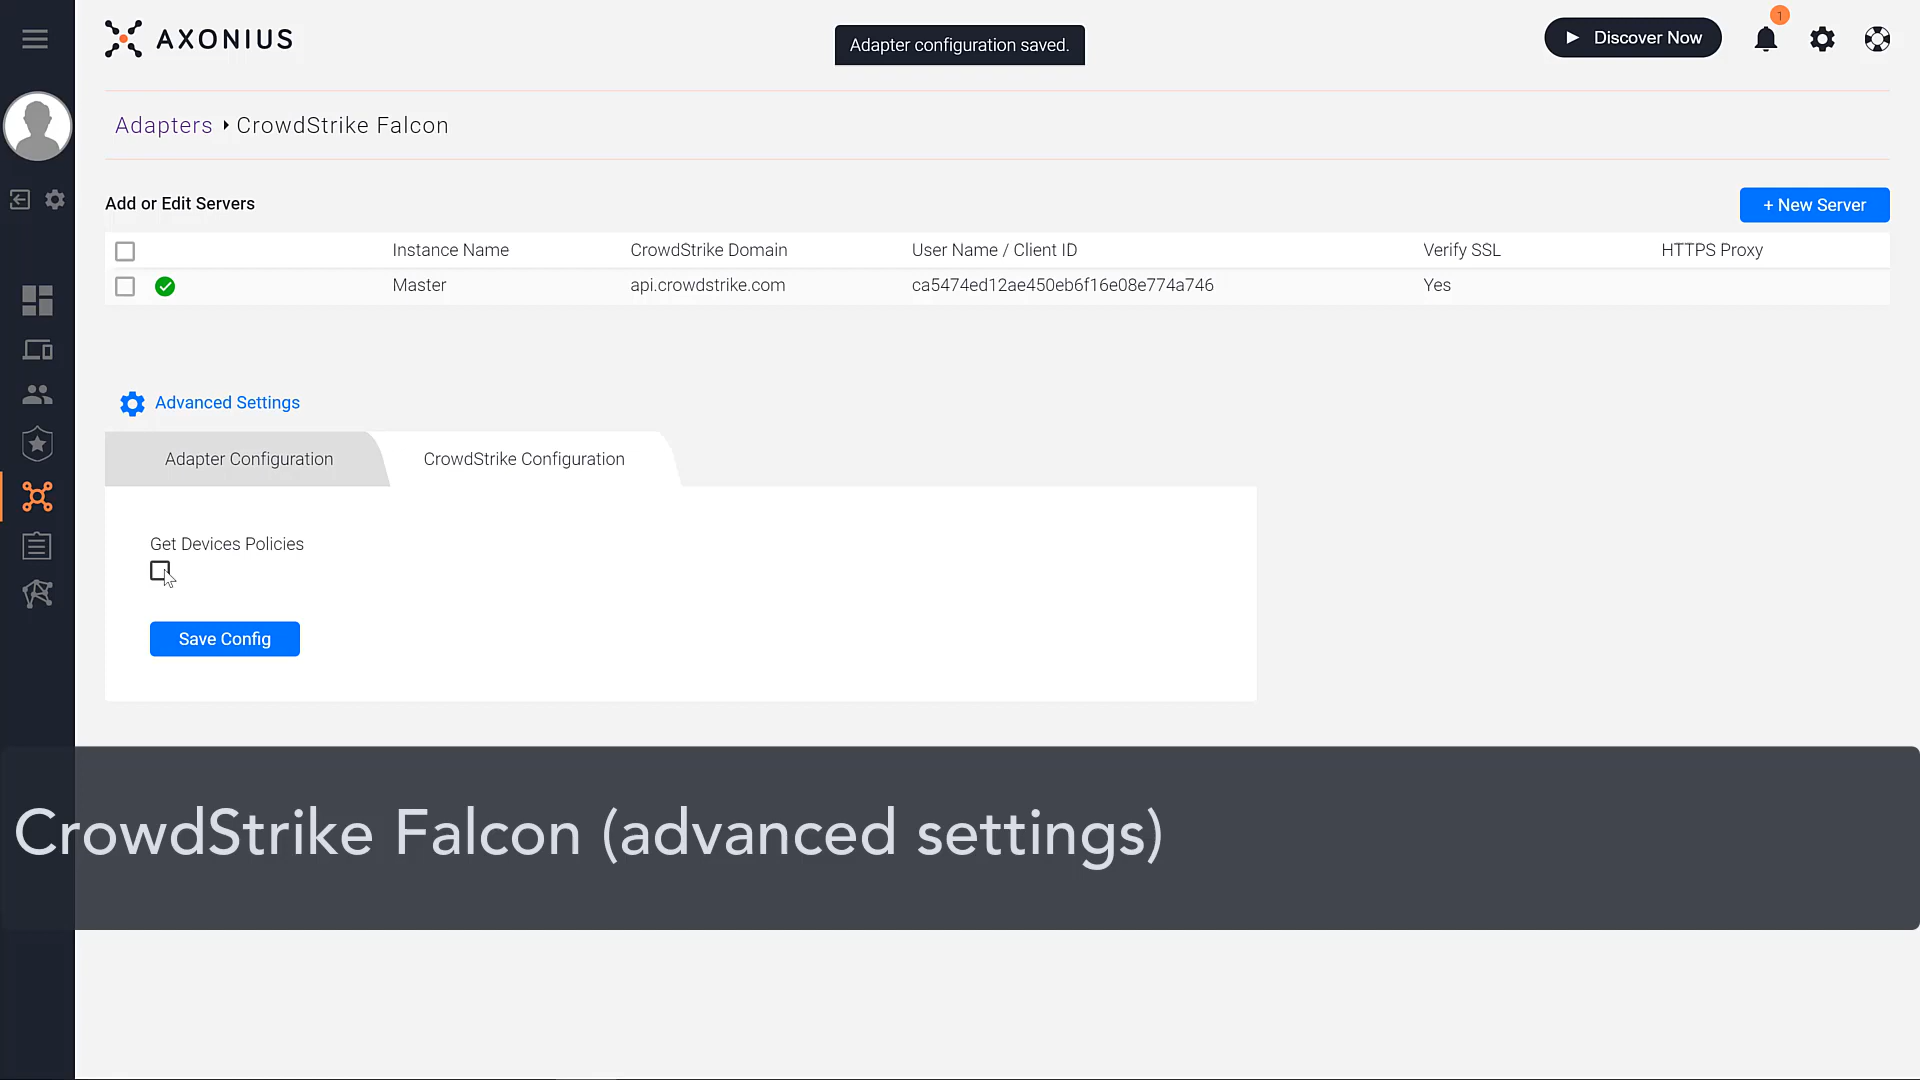 AXONIUS
Adapter configuration saved.
Discover Now
1
Adapters CrowdStrike Falcon
Add or Edit Servers
+ New Server
Instance Name CrowdStrike Domain User Name / Client ID Verify SSL HTTPS Proxy
Master api.crowdstrike.com ca5474ed12ae450eb6f16e08e774a746 Yes
Advanced Settings
Adapter Configuration CrowdStrike Configuration
Get Devices Policies
Save Config
CrowdStrike Falcon (advanced settings)